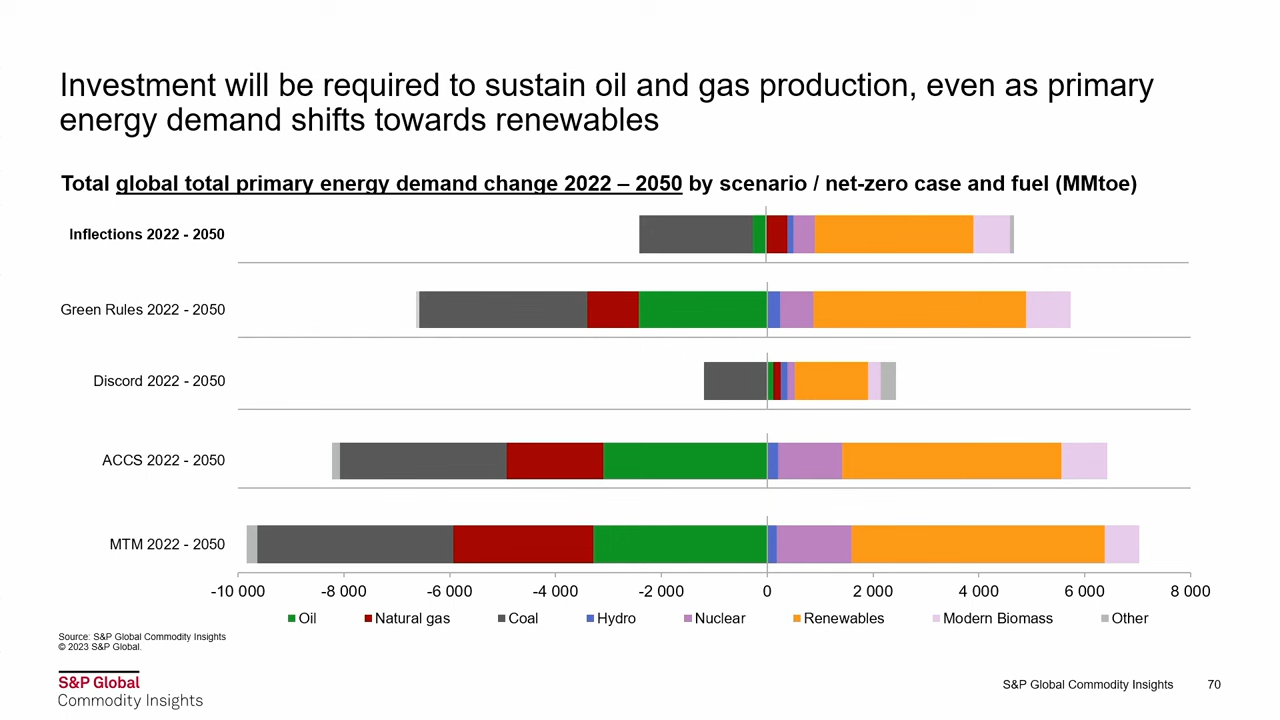 Investment will be required to sustain oil and gas production, even as primary
energy demand shifts towards renewables
Total global total primary energy demand change 2022 – 2050 by scenario / net-zero case and fuel (MMtoe)
Inflections 2022 - 2050
Green Rules 2022 - 2050
Discord 2022 - 2050
ACCS 2022 - 2050
MTM 2022 - 2050
-10 000 -8 000 -6 000 -4 000 -2 000 0 2 000 4 000 6 000 8 000
Oil Natural gas Coal Hydro Nuclear Renewables Modern Biomass Other
Source: S&P Global Commodity Insights
© 2023 S&P Global.
S&P Global
Commodity Insights
S&P Global Commodity Insights 70